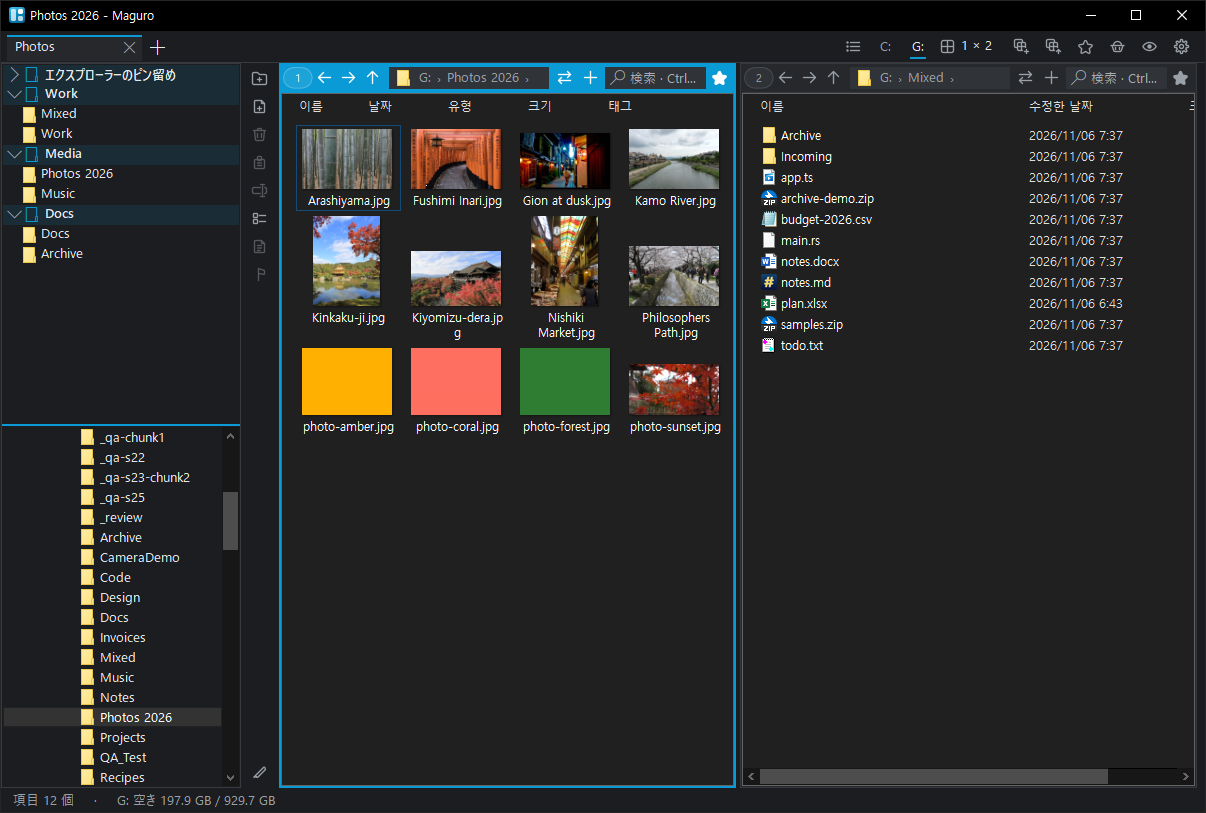 Photos 2026 - Maguro
Photos
C:
G:
1 × 2
エクスプローラーのピン留め
Work
Mixed
Work
Media
Photos 2026
Music
Docs
Docs
Archive
_qa-chunk1
_qa-s22
_qa-s23-chunk2
_qa-s25
_review
Archive
CameraDemo
Code
Design
Docs
Invoices
Mixed
Music
Notes
Photos 2026
Projects
QA_Test
Recipes
1
G: › Photos 2026 ›
検索 · Ctrl...
이름 날짜 유형 크기 태그
Arashiyama.jpg
Fushimi Inari.jpg
Gion at dusk.jpg
Kamo River.jpg
Kinkaku-ji.jpg
Kiyomizu-dera.jp
g
Nishiki
Market.jpg
Philosophers
Path.jpg
photo-amber.jpg
photo-coral.jpg
photo-forest.jpg
photo-sunset.jpg
2
G: › Mixed ›
検索 · Ctrl...
이름 수정한 날짜
Archive 2026/11/06 7:37
Incoming 2026/11/06 7:37
app.ts 2026/11/06 7:37
archive-demo.zip 2026/11/06 7:37
budget-2026.csv 2026/11/06 7:37
main.rs 2026/11/06 7:37
notes.docx 2026/11/06 7:37
notes.md 2026/11/06 7:37
plan.xlsx 2026/11/06 6:43
samples.zip 2026/11/06 7:37
todo.txt 2026/11/06 7:37
項目 12 個 · G: 空き 197.9 GB / 929.7 GB